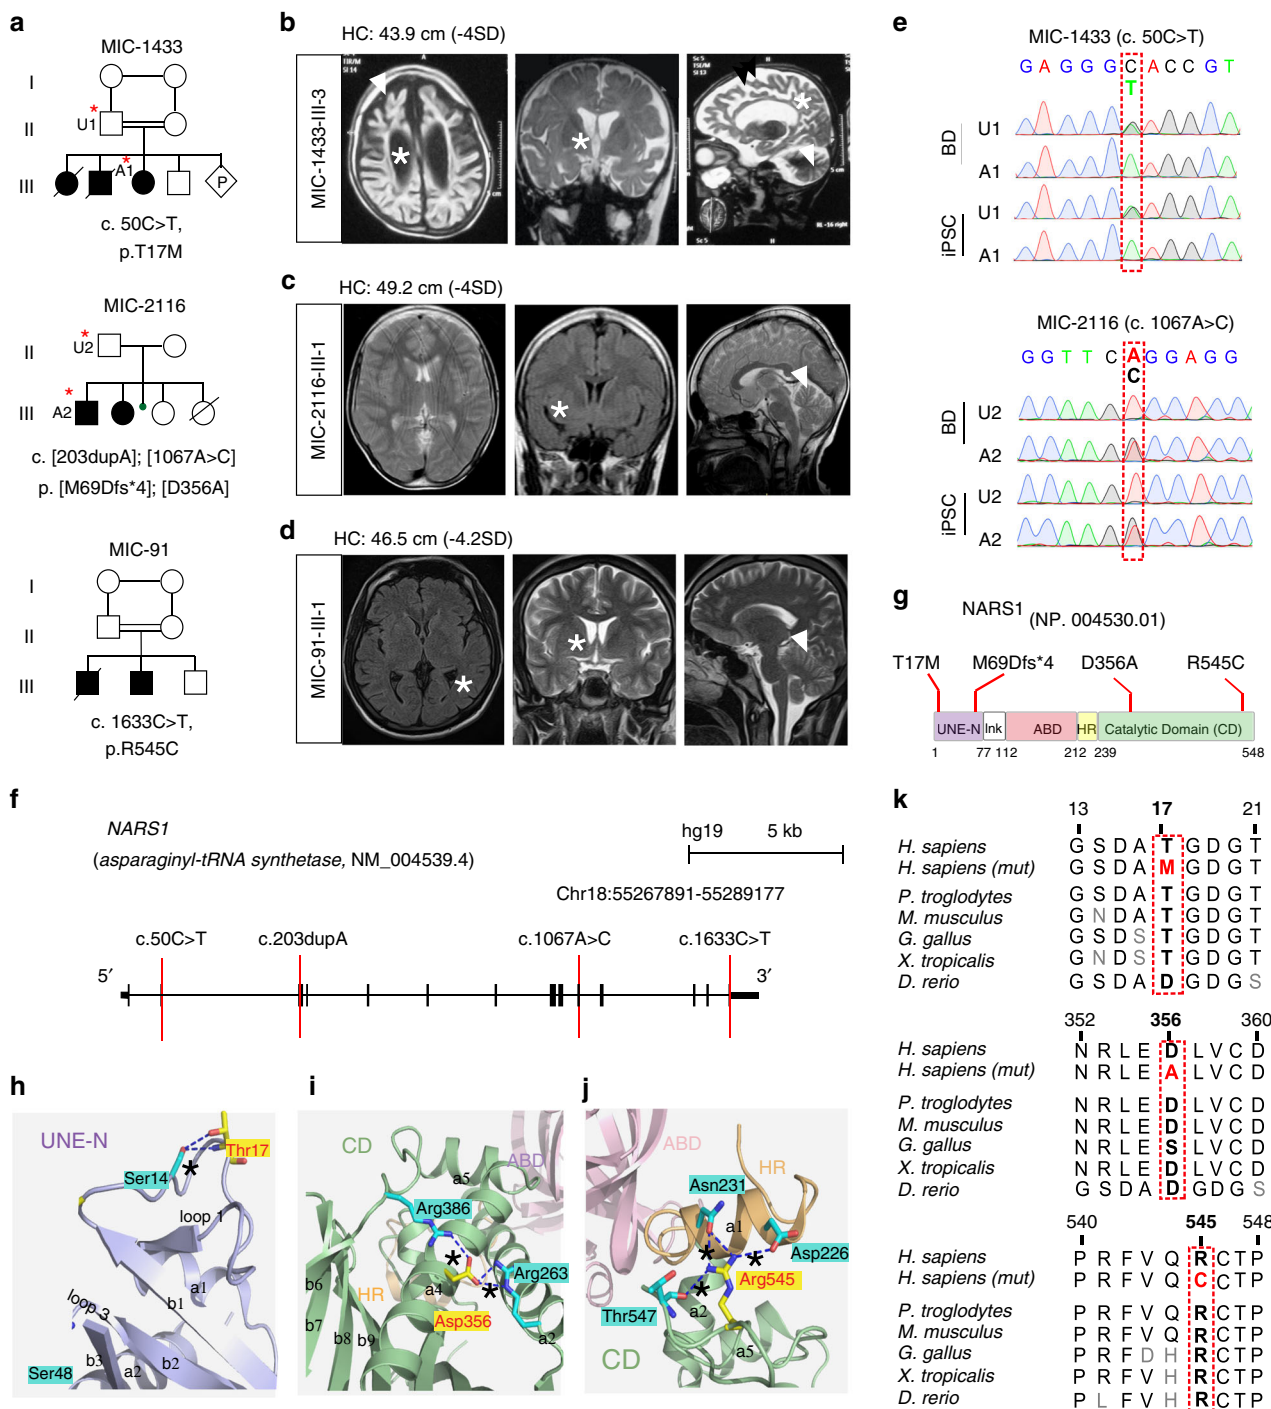 a
MIC-1433
I
II
U1
*
III
A1
*
P
c. 50C>T,
p.T17M
MIC-2116
II
U2
*
III
A2
*
c. [203dupA]; [1067A>C]
p. [M69Dfs*4]; [D356A]
MIC-91
I
II
III
c. 1633C>T,
p.R545C
b
HC: 43.9 cm (-4SD)
MIC-1433-III-3
c
HC: 49.2 cm (-4SD)
MIC-2116-III-1
d
HC: 46.5 cm (-4.2SD)
MIC-91-III-1
e
MIC-1433 (c. 50C>T)
G A G G G C A C C G T
T
BD
U1
A1
iPSC
U1
A1
MIC-2116 (c. 1067A>C)
G G T T C A G G A G G
C
BD
U2
A2
iPSC
U2
A2
g
NARS1
(NP. 004530.01)
T17M M69Dfs*4 D356A R545C
UNE-N lnk ABD HR Catalytic Domain (CD)
1 77 112 212 239 548
f
NARS1
(asparaginyl-tRNA synthetase, NM_004539.4)
hg19 5 kb
Chr18:55267891-55289177
c.50C>T c.203dupA c.1067A>C c.1633C>T
5′ 3′
h
UNE-N
Thr17
Ser14
*
loop 1
a1
b1
loop 3
b3
a2
b2
Ser48
i
CD
ABD
a5
Arg386
*
Arg263
*
HR
a4
Asp356
b6
b7
b8
b9
a2
j
ABD
HR
Asn231
a1
*
*
Asp226
Arg545
*
Thr547
a2
a5
CD
k
13 17 21
H. sapiens G S D A T G D G T
H. sapiens (mut) G S D A M G D G T
P. troglodytes G S D A T G D G T
M. musculus G N D A T G D G T
G. gallus G S D S T G D G T
X. tropicalis G N D S T G D G T
D. rerio G S D A D G D G S
352 356 360
H. sapiens N R L E D L V C D
H. sapiens (mut) N R L E A L V C D
P. troglodytes N R L E D L V C D
M. musculus N R L E D L V C D
G. gallus N R L E S L V C D
X. tropicalis N R L E D L V C D
D. rerio G S D A D G D G S
540 545 548
H. sapiens P R F V Q R C T P
H. sapiens (mut) P R F V Q C C T P
P. troglodytes P R F V Q R C T P
M. musculus P R F V Q R C T P
G. gallus P R F D H R C T P
X. tropicalis P R F V H R C T P
D. rerio P L F V H R C T P